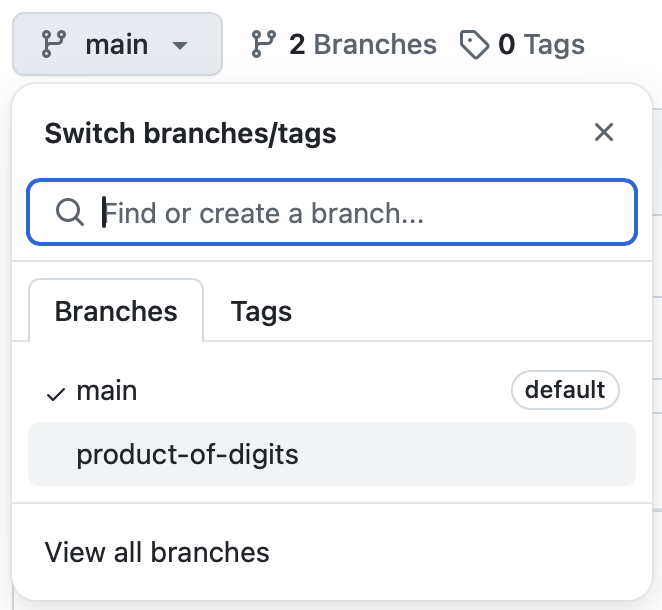 main 2 Branches 0 Tags
Switch branches/tags
Find or create a branch...
Branches Tags
main default
product-of-digits
View all branches